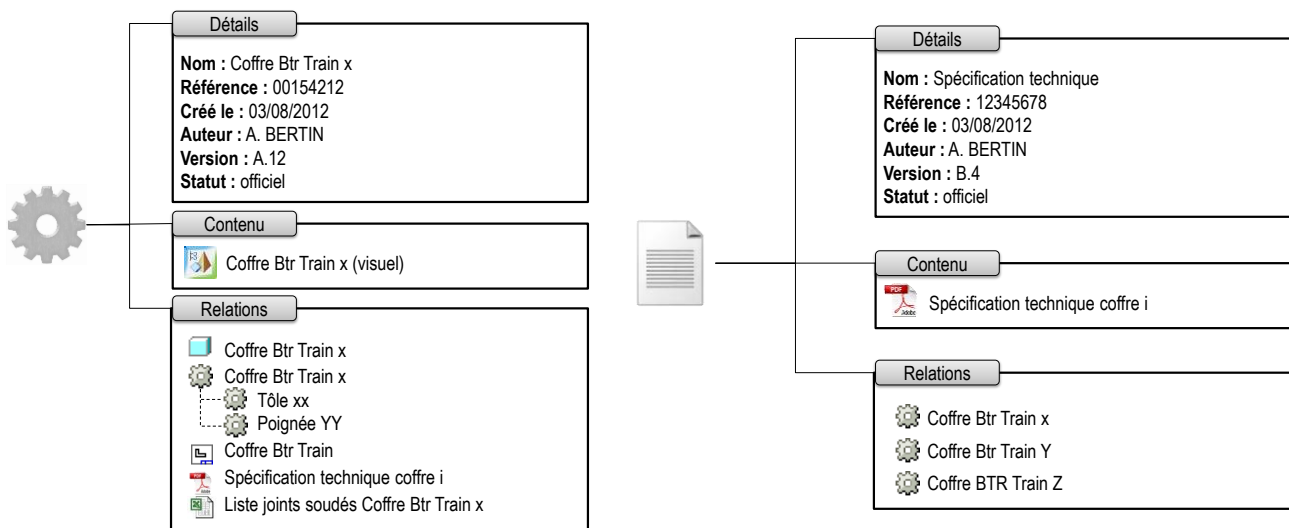 Détails
Nom : Coffre Btr Train x
Référence : 00154212
Créé le : 03/08/2012
Auteur : A. BERTIN
Version : A.12
Statut : officiel
Contenu
Coffre Btr Train x (visuel)
Relations
Coffre Btr Train x
Coffre Btr Train x
Tôle xx
Poignée YY
Coffre Btr Train
Spécification technique coffre i
Liste joints soudés Coffre Btr Train x
Détails
Nom : Spécification technique
Référence : 12345678
Créé le : 03/08/2012
Auteur : A. BERTIN
Version : B.4
Statut : officiel
Contenu
PDF
Adobe
Spécification technique coffre i
Relations
Coffre Btr Train x
Coffre Btr Train Y
Coffre BTR Train Z